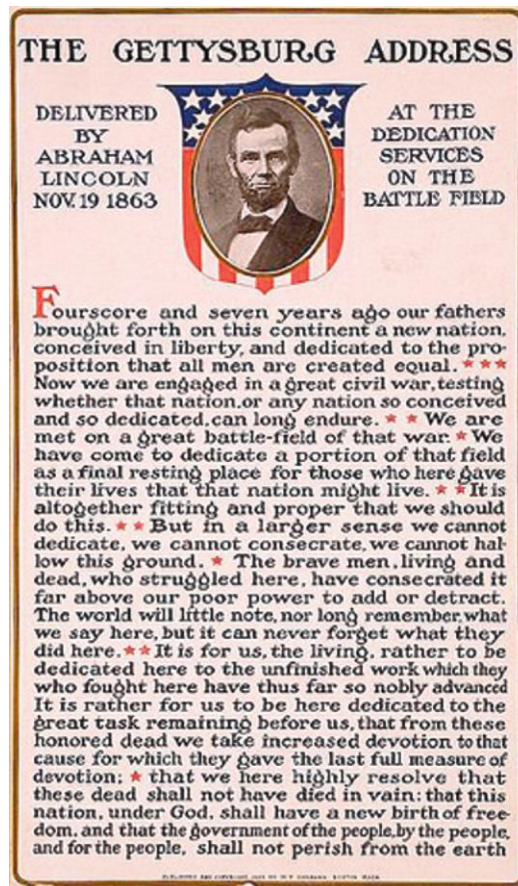 THE GETTYSBURG ADDRESS
DELIVERED
BY
ABRAHAM
LINCOLN
NOV. 19 1863
AT THE
DEDICATION
SERVICES
ON THE
BATTLE FIELD
Fourscore and seven years ago our fathers
brought forth on this continent a new nation,
conceived in liberty, and dedicated to the pro-
position that all men are created equal. ★ ★ ★
Now we are engaged in a great civil war, testing
whether that nation, or any nation so conceived
and so dedicated, can long endure. ★ ★ We are
met on a great battle-field of that war. ★ We
have come to dedicate a portion of that field
as a final resting place for those who here gave
their lives that that nation might live. ★ ★ It is
altogether fitting and proper that we should
do this. ★ ★ But in a larger sense we cannot
dedicate, we cannot consecrate, we cannot hal-
low this ground. ★ The brave men, living and
dead, who struggled here, have consecrated it
far above our poor power to add or detract.
The world will little note, nor long remember, what
we say here, but it can never forget what they
did here. ★ ★ It is for us, the living, rather to be
dedicated here to the unfinished work which they
who fought here have thus far so nobly advanced
It is rather for us to be here dedicated to the
great task remaining before us, that from these
honored dead we take increased devotion to that
cause for which they gave the last full measure of
devotion; ★ that we here highly resolve that
these dead shall not have died in vain; that this
nation, under God, shall have a new birth of free-
dom, and that the government of the people, by the people,
and for the people, shall not perish from the earth